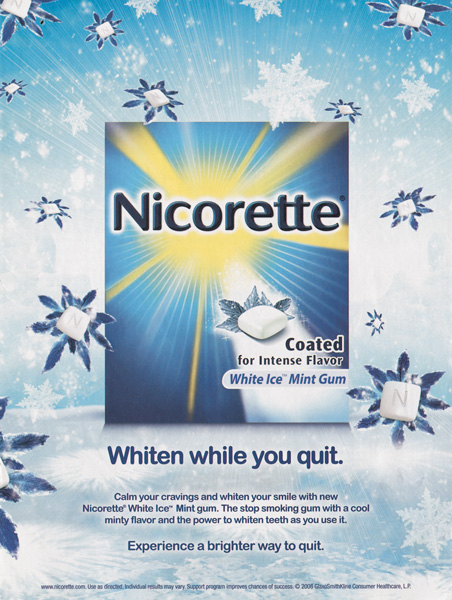 Nicorette®
Coated
for Intense Flavor
White Ice™ Mint Gum
Whiten while you quit.
Calm your cravings and whiten your smile with new
Nicorette® White Ice™ Mint gum. The stop smoking gum with a cool
minty flavor and the power to whiten teeth as you use it.
Experience a brighter way to quit.
www.nicorette.com. Use as directed. Individual results may vary. Support program improves chances of success. © 2008 GlaxoSmithKline Consumer Healthcare, L.P.